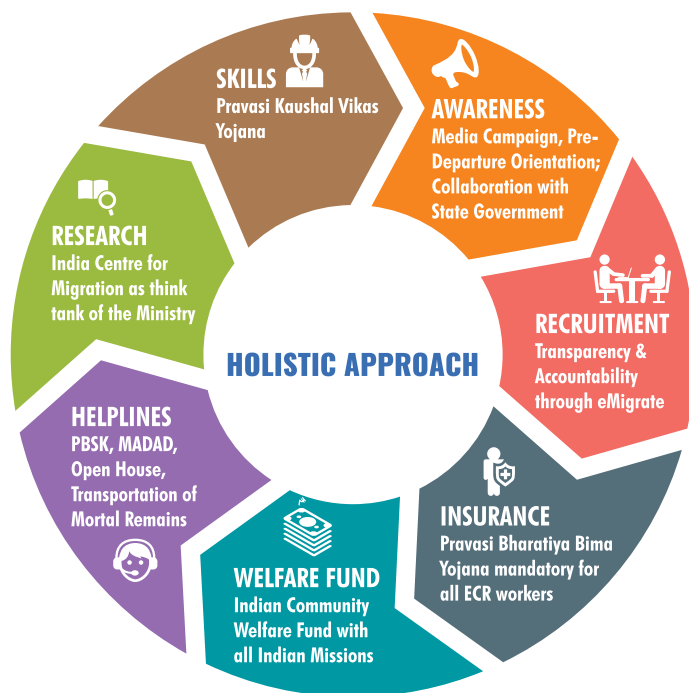 SKILLS
Pravasi Kaushal Vikas
Yojana
AWARENESS
Media Campaign, Pre-
Departure Orientation;
Collaboration with
State Government
RECRUITMENT
Transparency &
Accountability
through eMigrate
INSURANCE
Pravasi Bharatiya Bima
Yojana mandatory for
all ECR workers
WELFARE FUND
Indian Community
Welfare Fund with
all Indian Missions
HELPLINES
PBSK, MADAD,
Open House,
Transportation of
Mortal Remains
RESEARCH
India Centre for
Migration as think
tank of the Ministry
HOLISTIC APPROACH